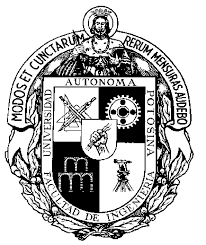 MODOS ET CUNCTARUM RERUM MENSURAS AUDEBO
UNIVERSIDAD AUTONOMA POTOSINA
FACULTAD DE INGENIERIA